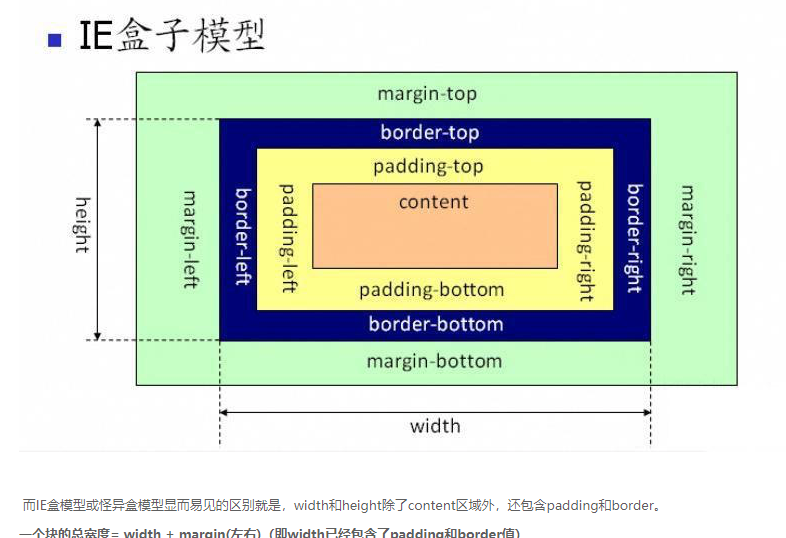 IE盒子模型
margin-top
border-top
padding-top
content
height
margin-left
border-left
padding-left
padding-right
border-right
margin-right
padding-bottom
border-bottom
margin-bottom
width
而IE盒模型或怪异盒模型显而易见的区别就是，width和height除了content区域外，还包含padding和border。
一个块的总宽度= width + margin(左右)（即width已经包含了padding和border值）